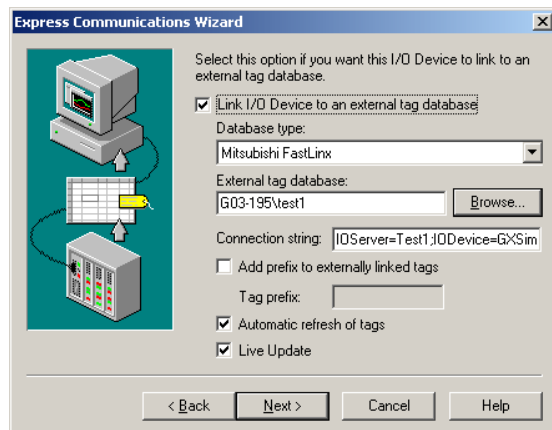 Express Communications Wizard
Select this option if you want this I/O Device to link to an
external tag database.
Link I/O Device to an external tag database
Database type:
Mitsubishi FastLinx
External tag database:
G03-195\test1
Browse...
Connection string:
IOServer=Test1;IODevice=GXSim
Add prefix to externally linked tags
Tag prefix:
Automatic refresh of tags
Live Update
< Back
Next >
Cancel
Help